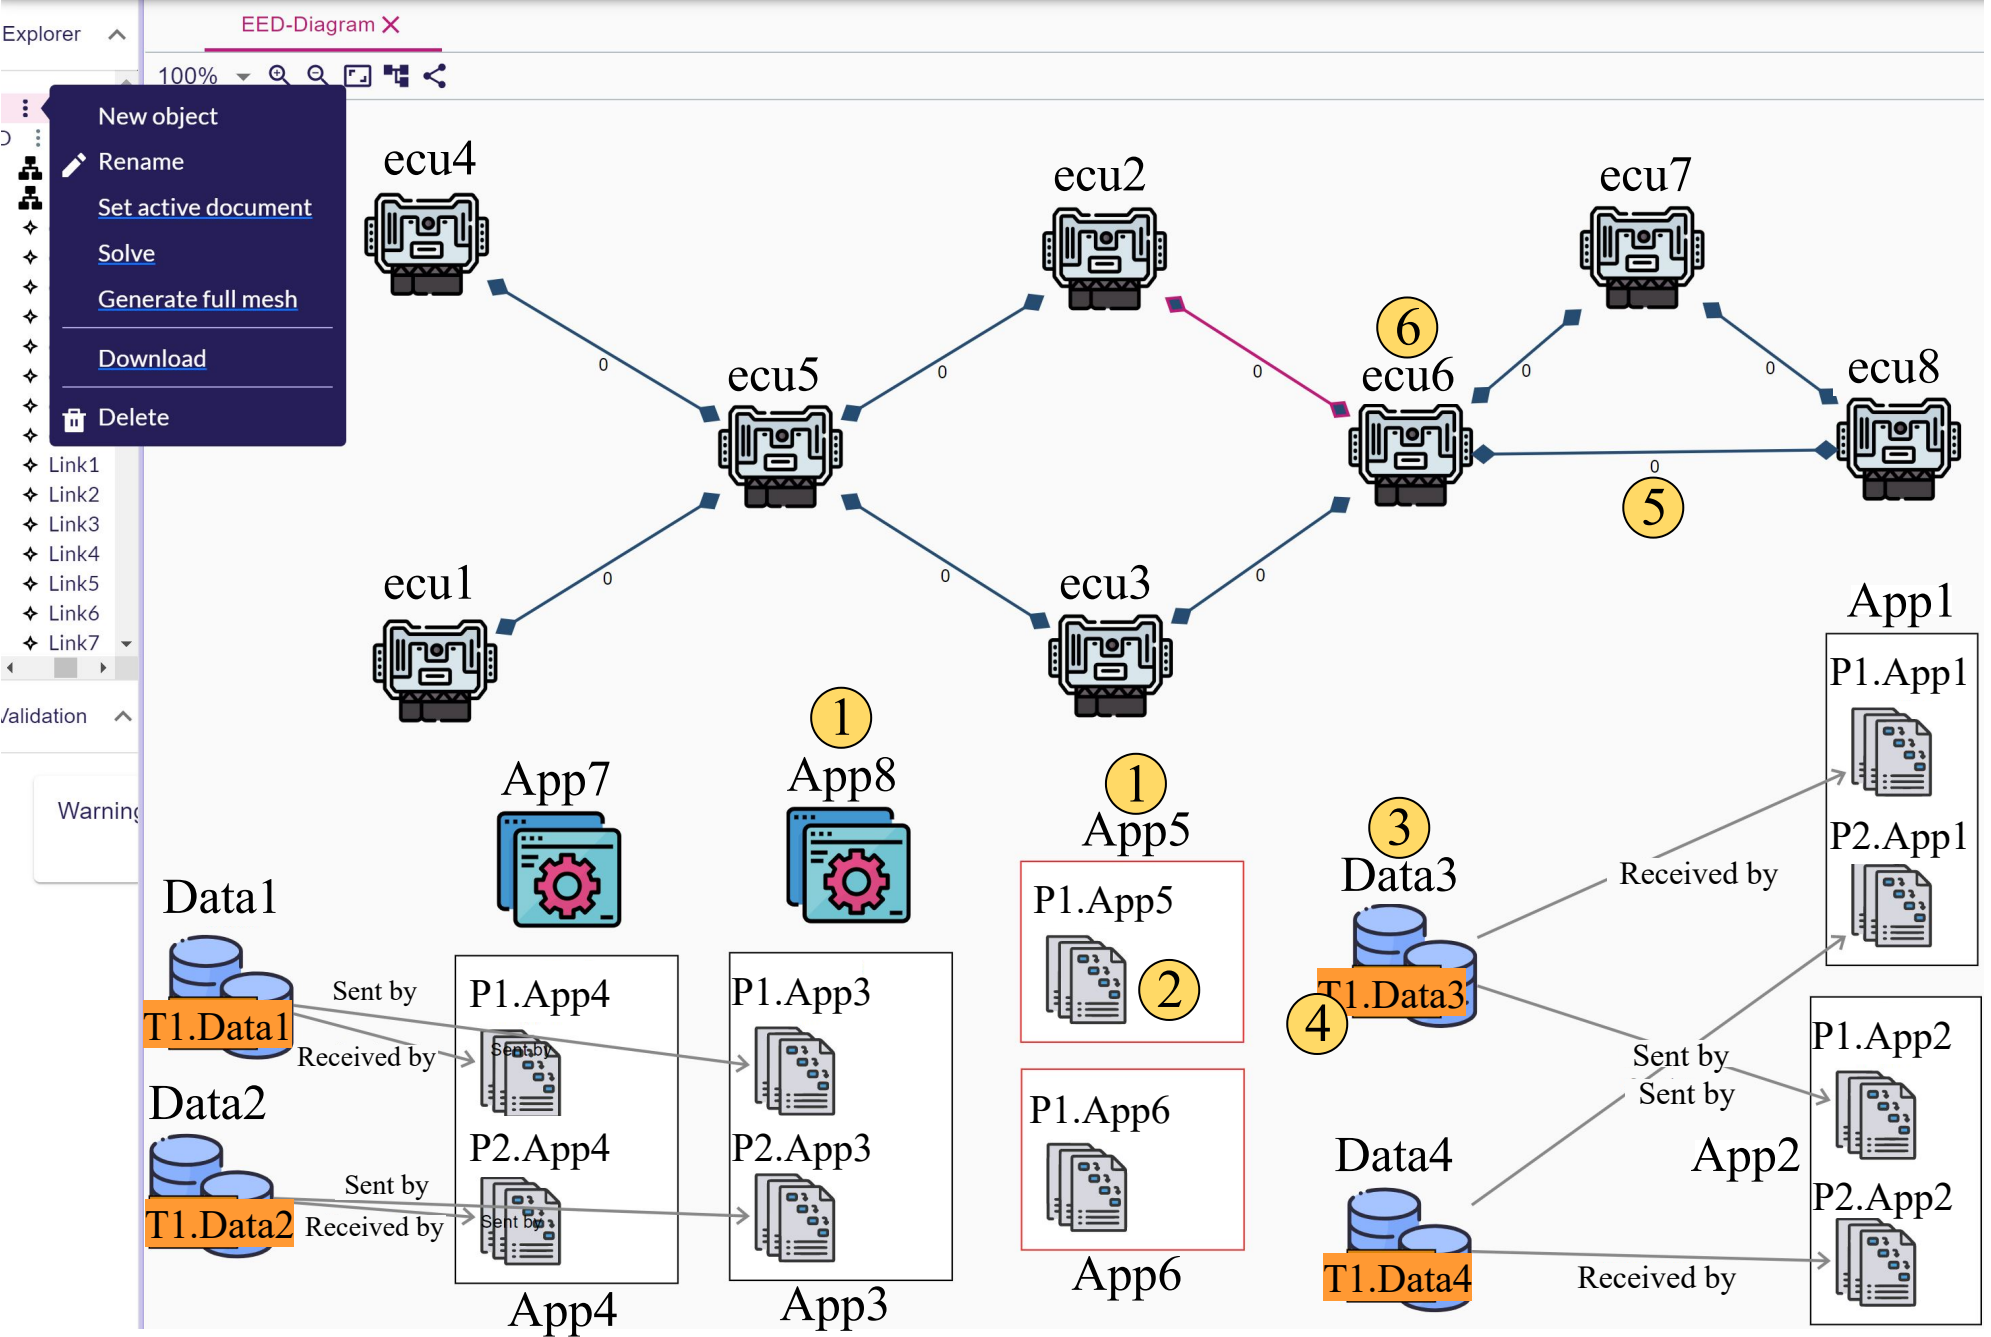 Explorer
EED-Diagram
100%
New object
Rename
Set active document
Solve
Generate full mesh
Download
Delete
Link1
Link2
Link3
Link4
Link5
Link6
Link7
Validation
Warning
ecu4
ecu2
ecu7
6
ecu5
ecu6
ecu8
0
0
0
0
0
0
5
ecu1
ecu3
0
0
0
App1
P1.App1
P2.App1
1
App7
App8
1
App5
P1.App5
2
3
Data3
T1.Data3
4
Received by
Data1
T1.Data1
Sent by
Received by
P1.App4
Sent by
P1.App3
Data2
T1.Data2
Sent by
Received by
P2.App4
Sent by
P2.App3
App4
App3
P1.App6
App6
Sent by
Sent by
P1.App2
Data4
App2
P2.App2
T1.Data4
Received by